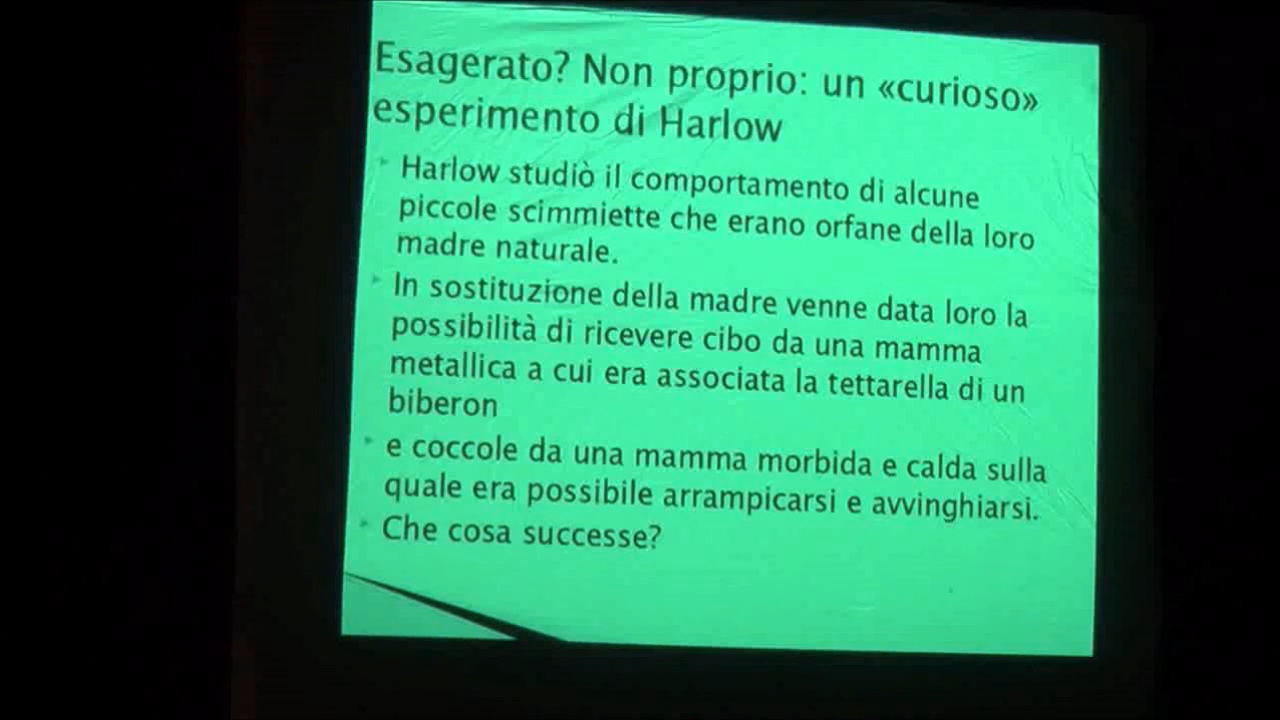 Esagerato? Non proprio: un «curioso»
esperimento di Harlow
Harlow studiò il comportamento di alcune
piccole scimmiette che erano orfane della loro
madre naturale.
In sostituzione della madre venne data loro la
possibilità di ricevere cibo da una mamma
metallica a cui era associata la tettarella di un
biberon
e coccole da una mamma morbida e calda sulla
quale era possibile arrampicarsi e avvinghiarsi.
Che cosa successe?